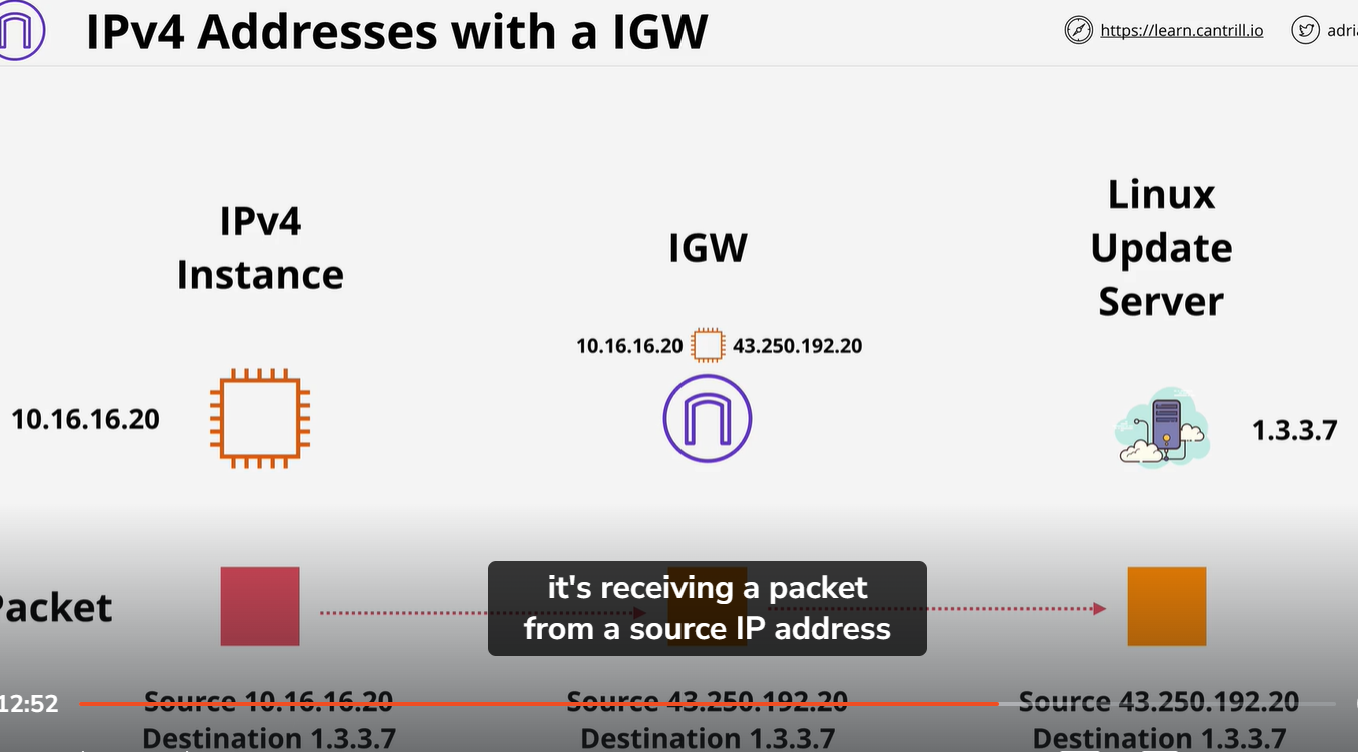 IPv4 Addresses with a IGW
https://learn.cantrill.io
IPv4
Instance
IGW
Linux
Update
Server
10.16.16.20
43.250.192.20
10.16.16.20
1.3.3.7
it's receiving a packet
from a source IP address
12:52
Source 10.16.16.20
Destination 1.3.3.7
Source 43.250.192.20
Destination 1.3.3.7
Source 43.250.192.20
Destination 1.3.3.7